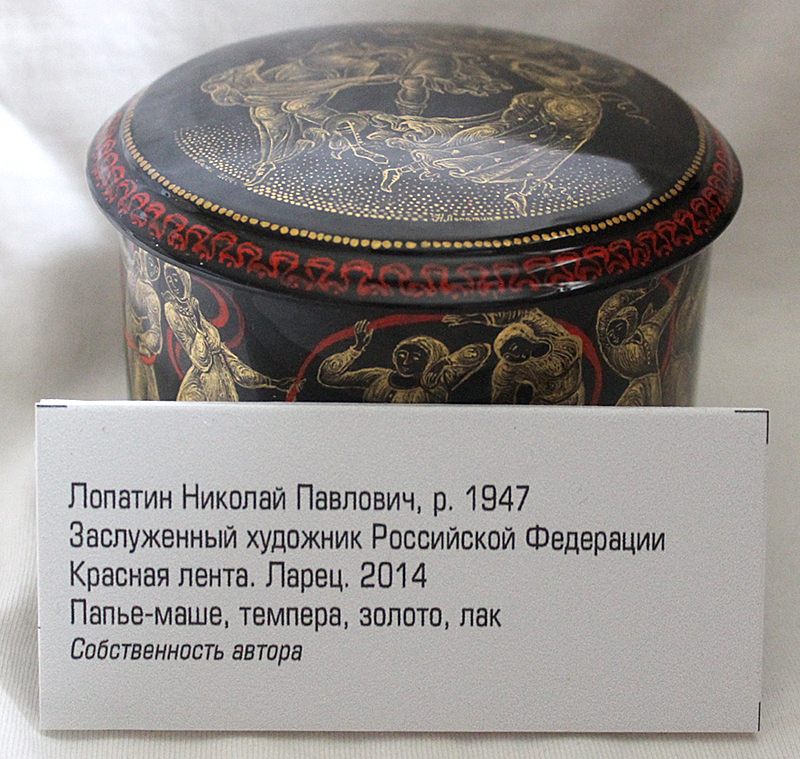 Н. Лопатин
Лопатин Николай Павлович, р. 1947
Заслуженный художник Российской Федерации
Красная лента. Ларец. 2014
Папье-маше, темпера, золото, лак
Собственность автора